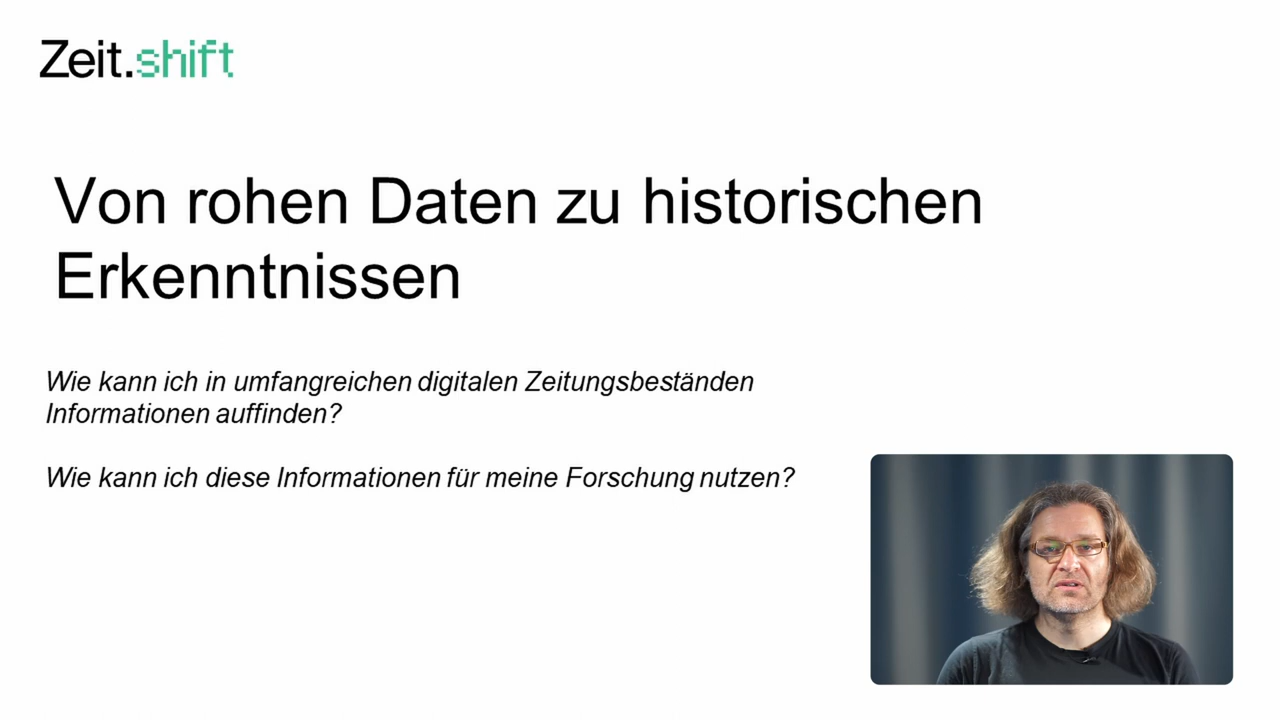 Zeit.shift
Von rohen Daten zu historischen
Erkenntnissen
Wie kann ich in umfangreichen digitalen Zeitungsbeständen
Informationen auffinden?
Wie kann ich diese Informationen für meine Forschung nutzen?